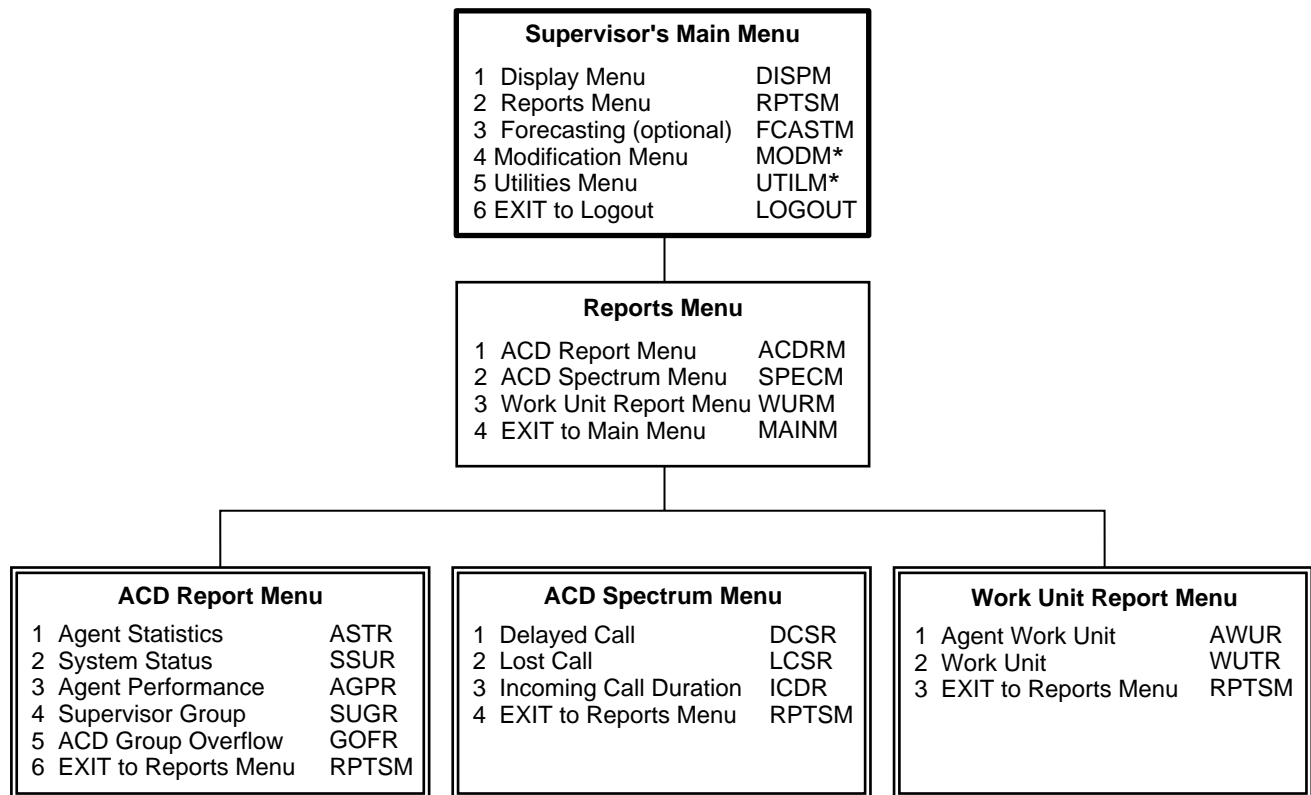 Supervisor's Main Menu
1 Display Menu DISPM
2 Reports Menu RPTSM
3 Forecasting (optional) FCASTM
4 Modification Menu MODM*
5 Utilities Menu UTILM*
6 EXIT to Logout LOGOUT
Reports Menu
1 ACD Report Menu ACDRM
2 ACD Spectrum Menu SPECM
3 Work Unit Report Menu WURM
4 EXIT to Main Menu MAINM
ACD Report Menu
1 Agent Statistics ASTR
2 System Status SSUR
3 Agent Performance AGPR
4 Supervisor Group SUGR
5 ACD Group Overflow GOFR
6 EXIT to Reports Menu RPTSM
ACD Spectrum Menu
1 Delayed Call DCSR
2 Lost Call LCSR
3 Incoming Call Duration ICDR
4 EXIT to Reports Menu RPTSM
Work Unit Report Menu
1 Agent Work Unit AWUR
2 Work Unit WUTR
3 EXIT to Reports Menu RPTSM